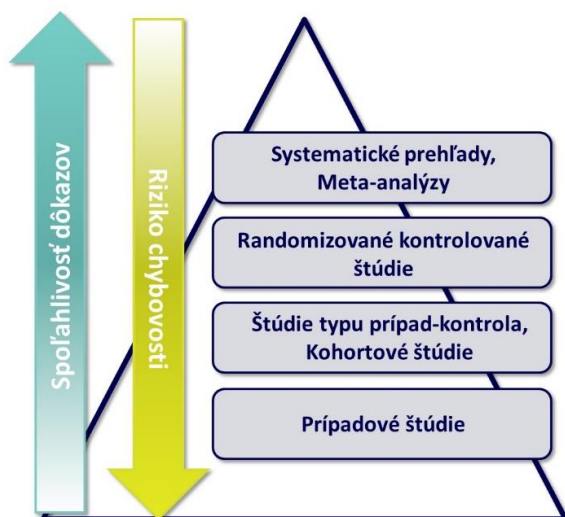 Spoľahlivosť dôkazov
Riziko chybovosti
Systematické prehľady,
Meta-analýzy
Randomizované kontrolované
štúdie
Štúdie typu prípad-kontrola,
Kohortové štúdie
Prípadové štúdie